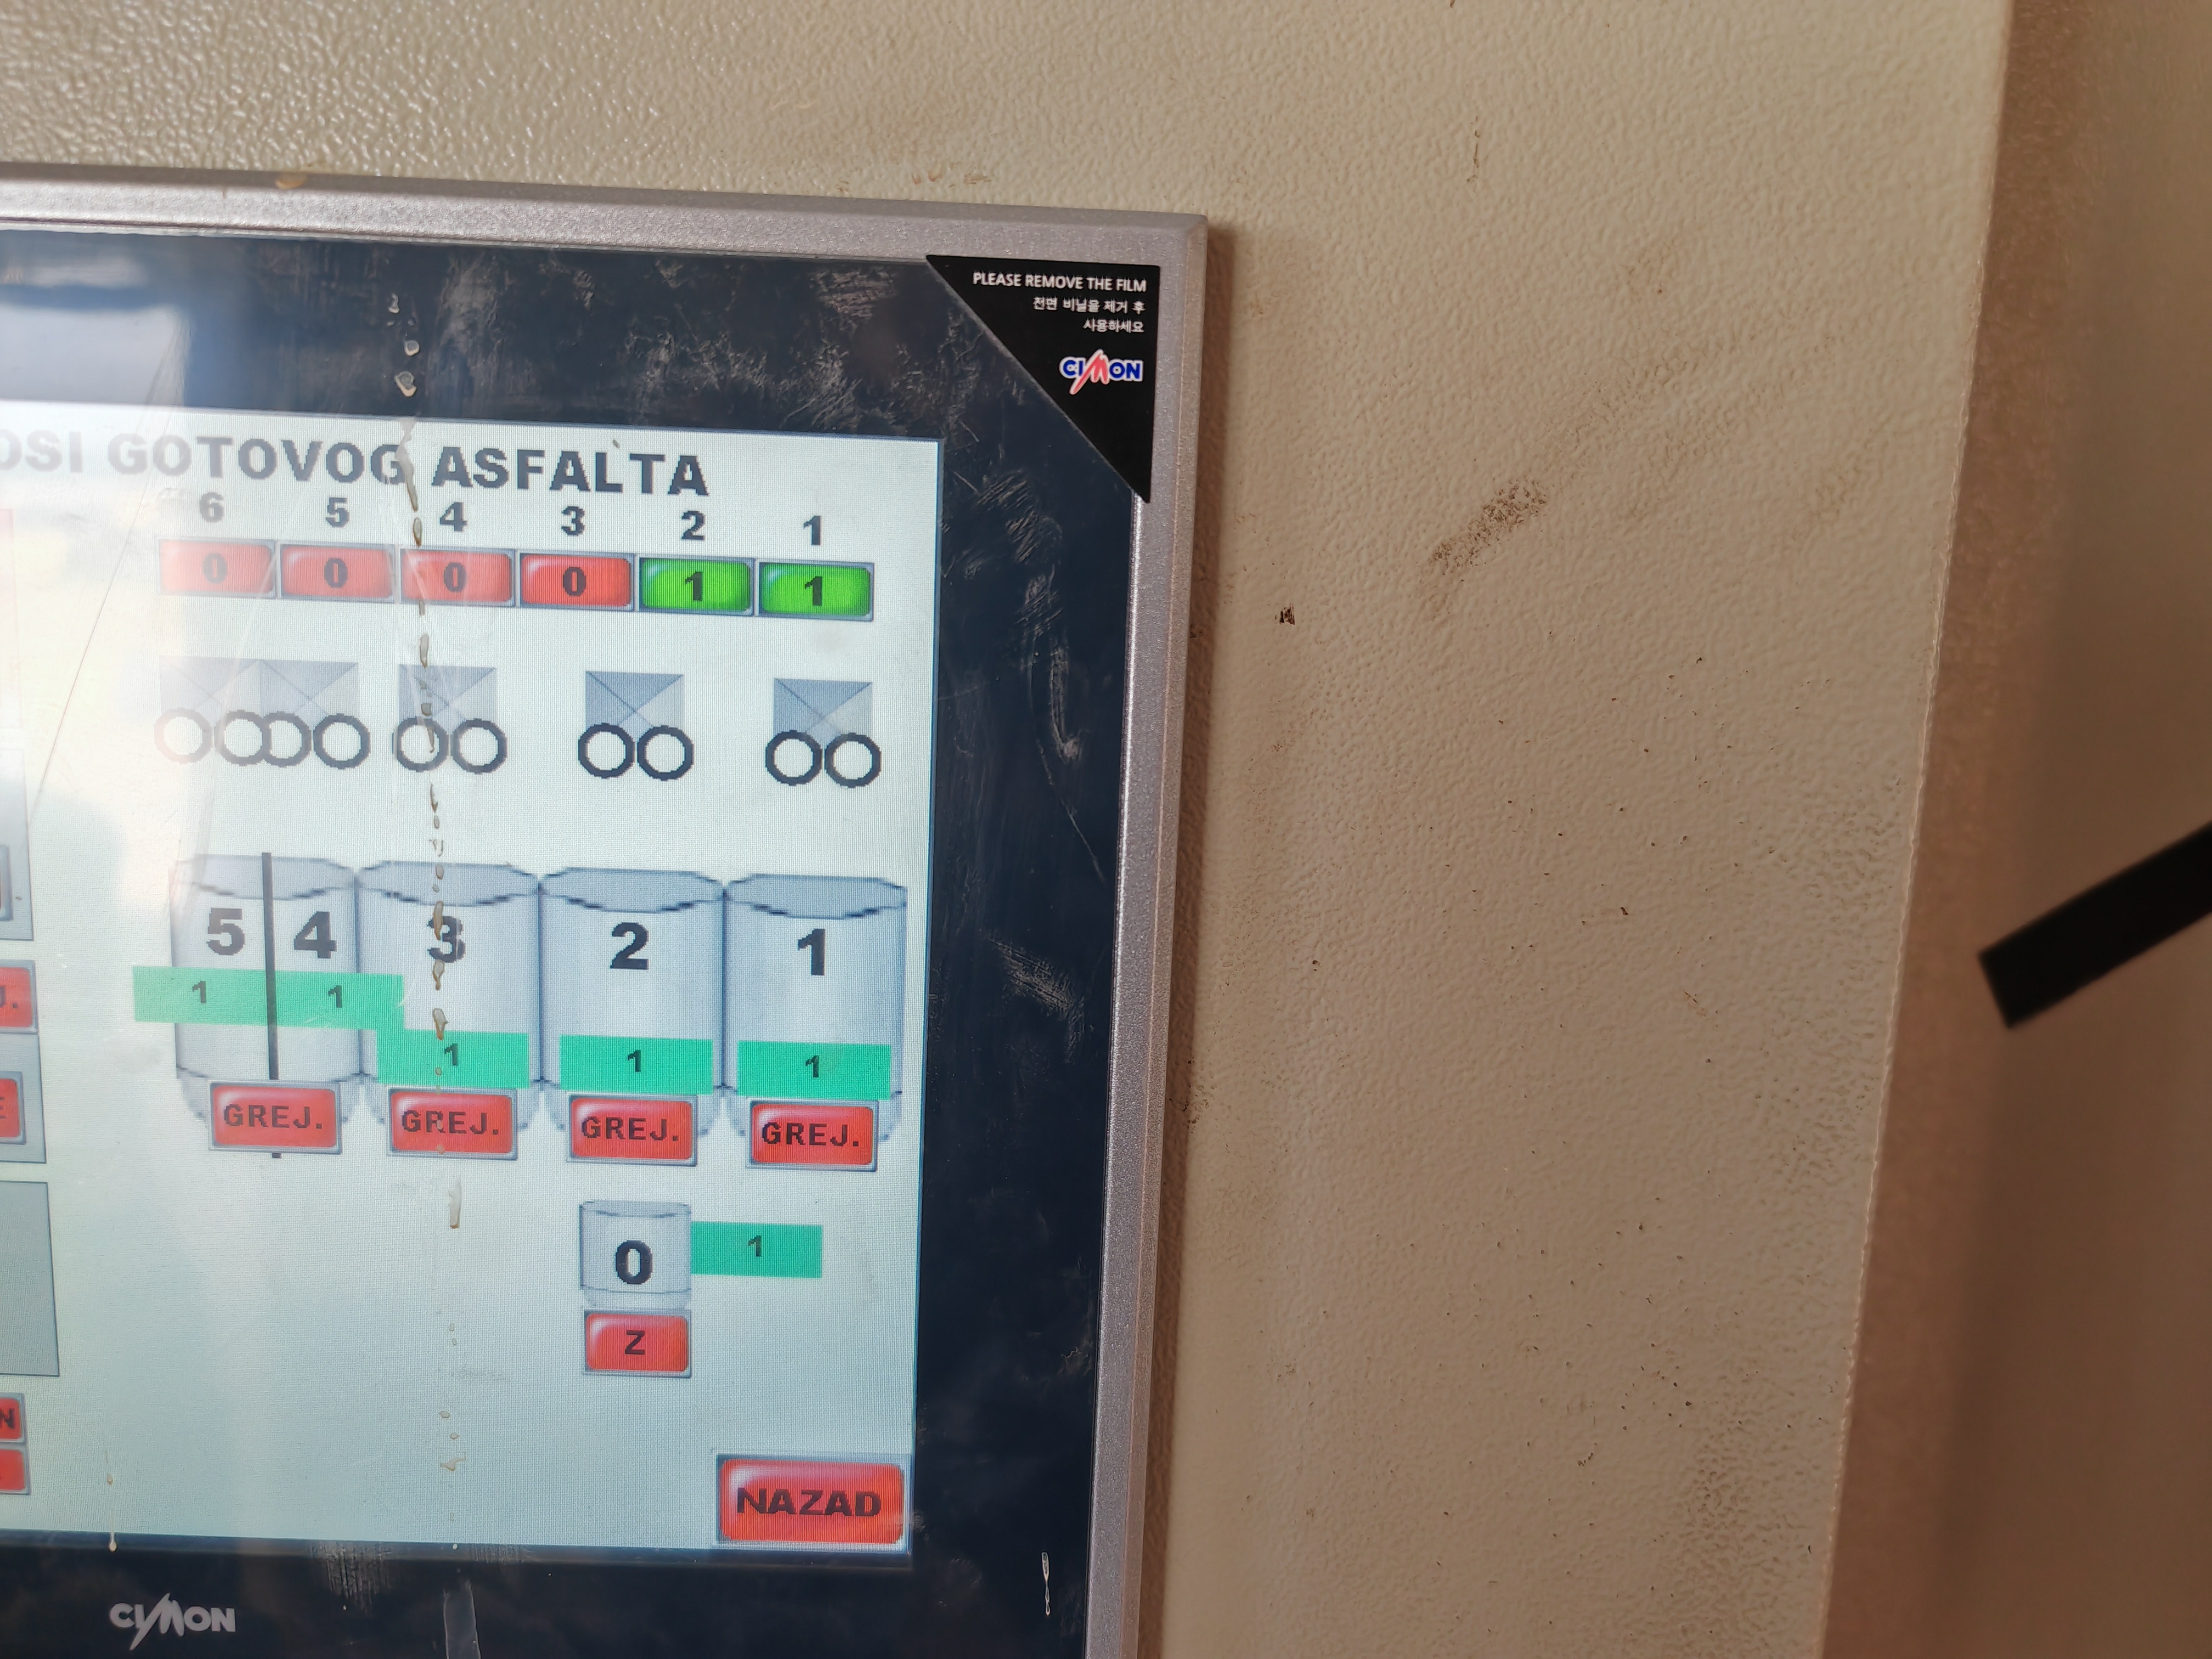 PLEASE REMOVE THE FILM
전면 비닐을 제거 후
사용하세요
CIMON
OSI GOTOVOG ASFALTA
6 5 4 3 2 1
0 0 0 0 1 1
5 4 3 2 1
1 1
1 1 1
GREJ. GREJ. GREJ. GREJ.
0 1
Z
NAZAD
CIMON